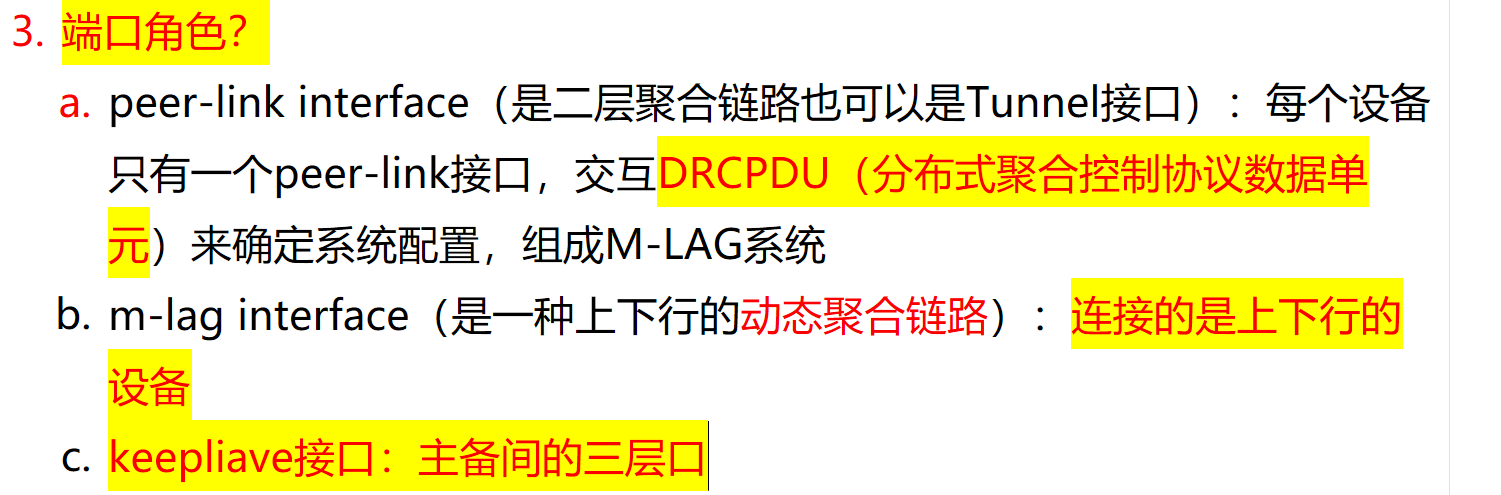 3. 端口角色？
a. peer-link interface（是二层聚合链路也可以是Tunnel接口）：每个设备
只有一个peer-link接口，交互DRCPDU（分布式聚合控制协议数据单
元）来确定系统配置，组成M-LAG系统
b. m-lag interface（是一种上下行的动态聚合链路）：连接的是上下行的
设备
c. keepliave接口：主备间的三层口